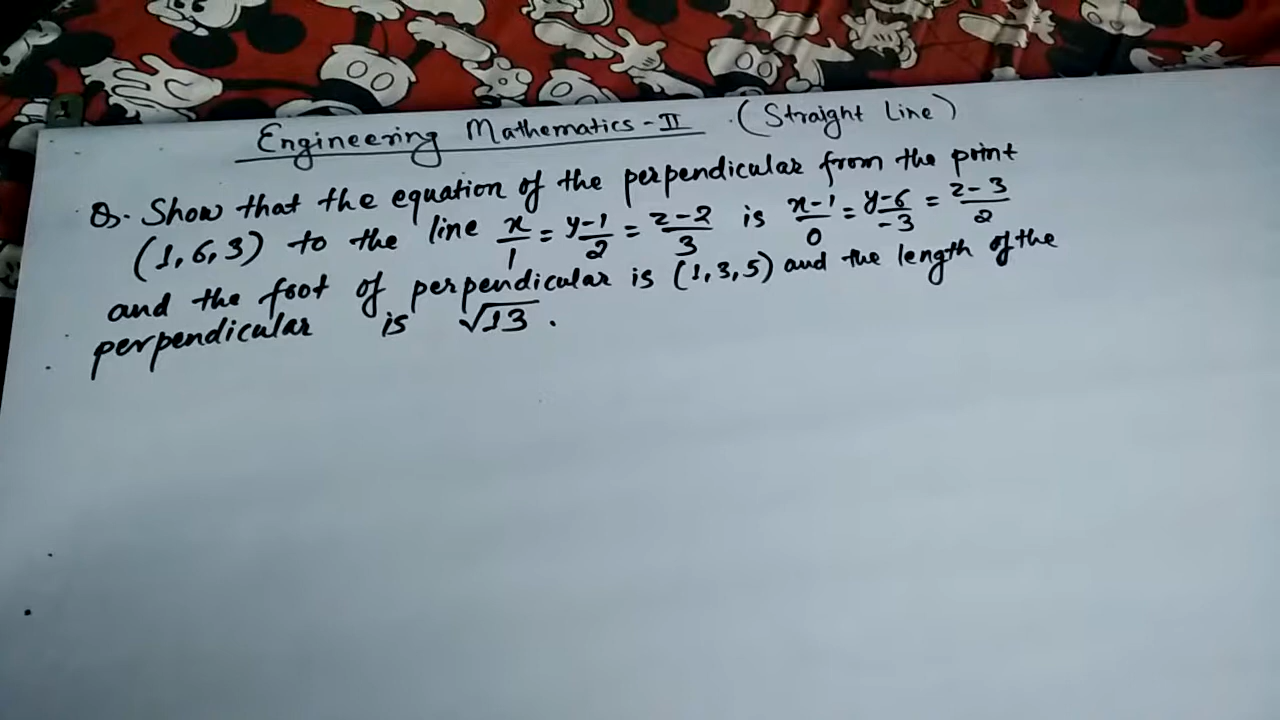 Engineering Mathematics-II (Straight Line)
Q. Show that the equation of the perpendicular from the point
(1,6,3) to the line x/1 = y-1/2 = z-2/3 is x-1/0 = y-6/-3 = z-3/2
and the foot of perpendicular is (1,3,5) and the length of the
perpendicular is √13.